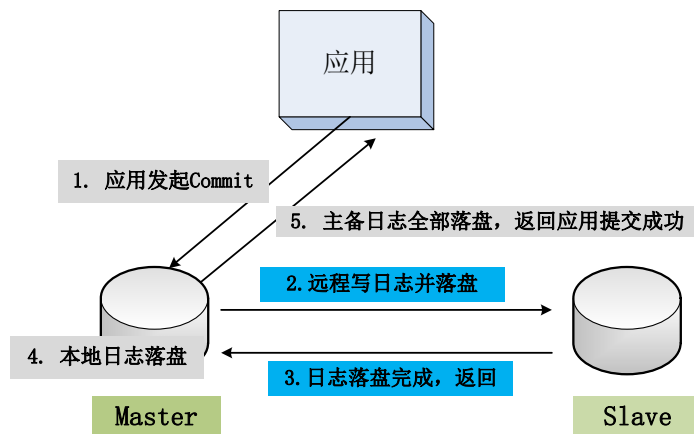 应用
1. 应用发起Commit
5. 主备日志全部落盘，返回应用提交成功
2.远程写日志并落盘
4. 本地日志落盘
3.日志落盘完成，返回
Master
Slave